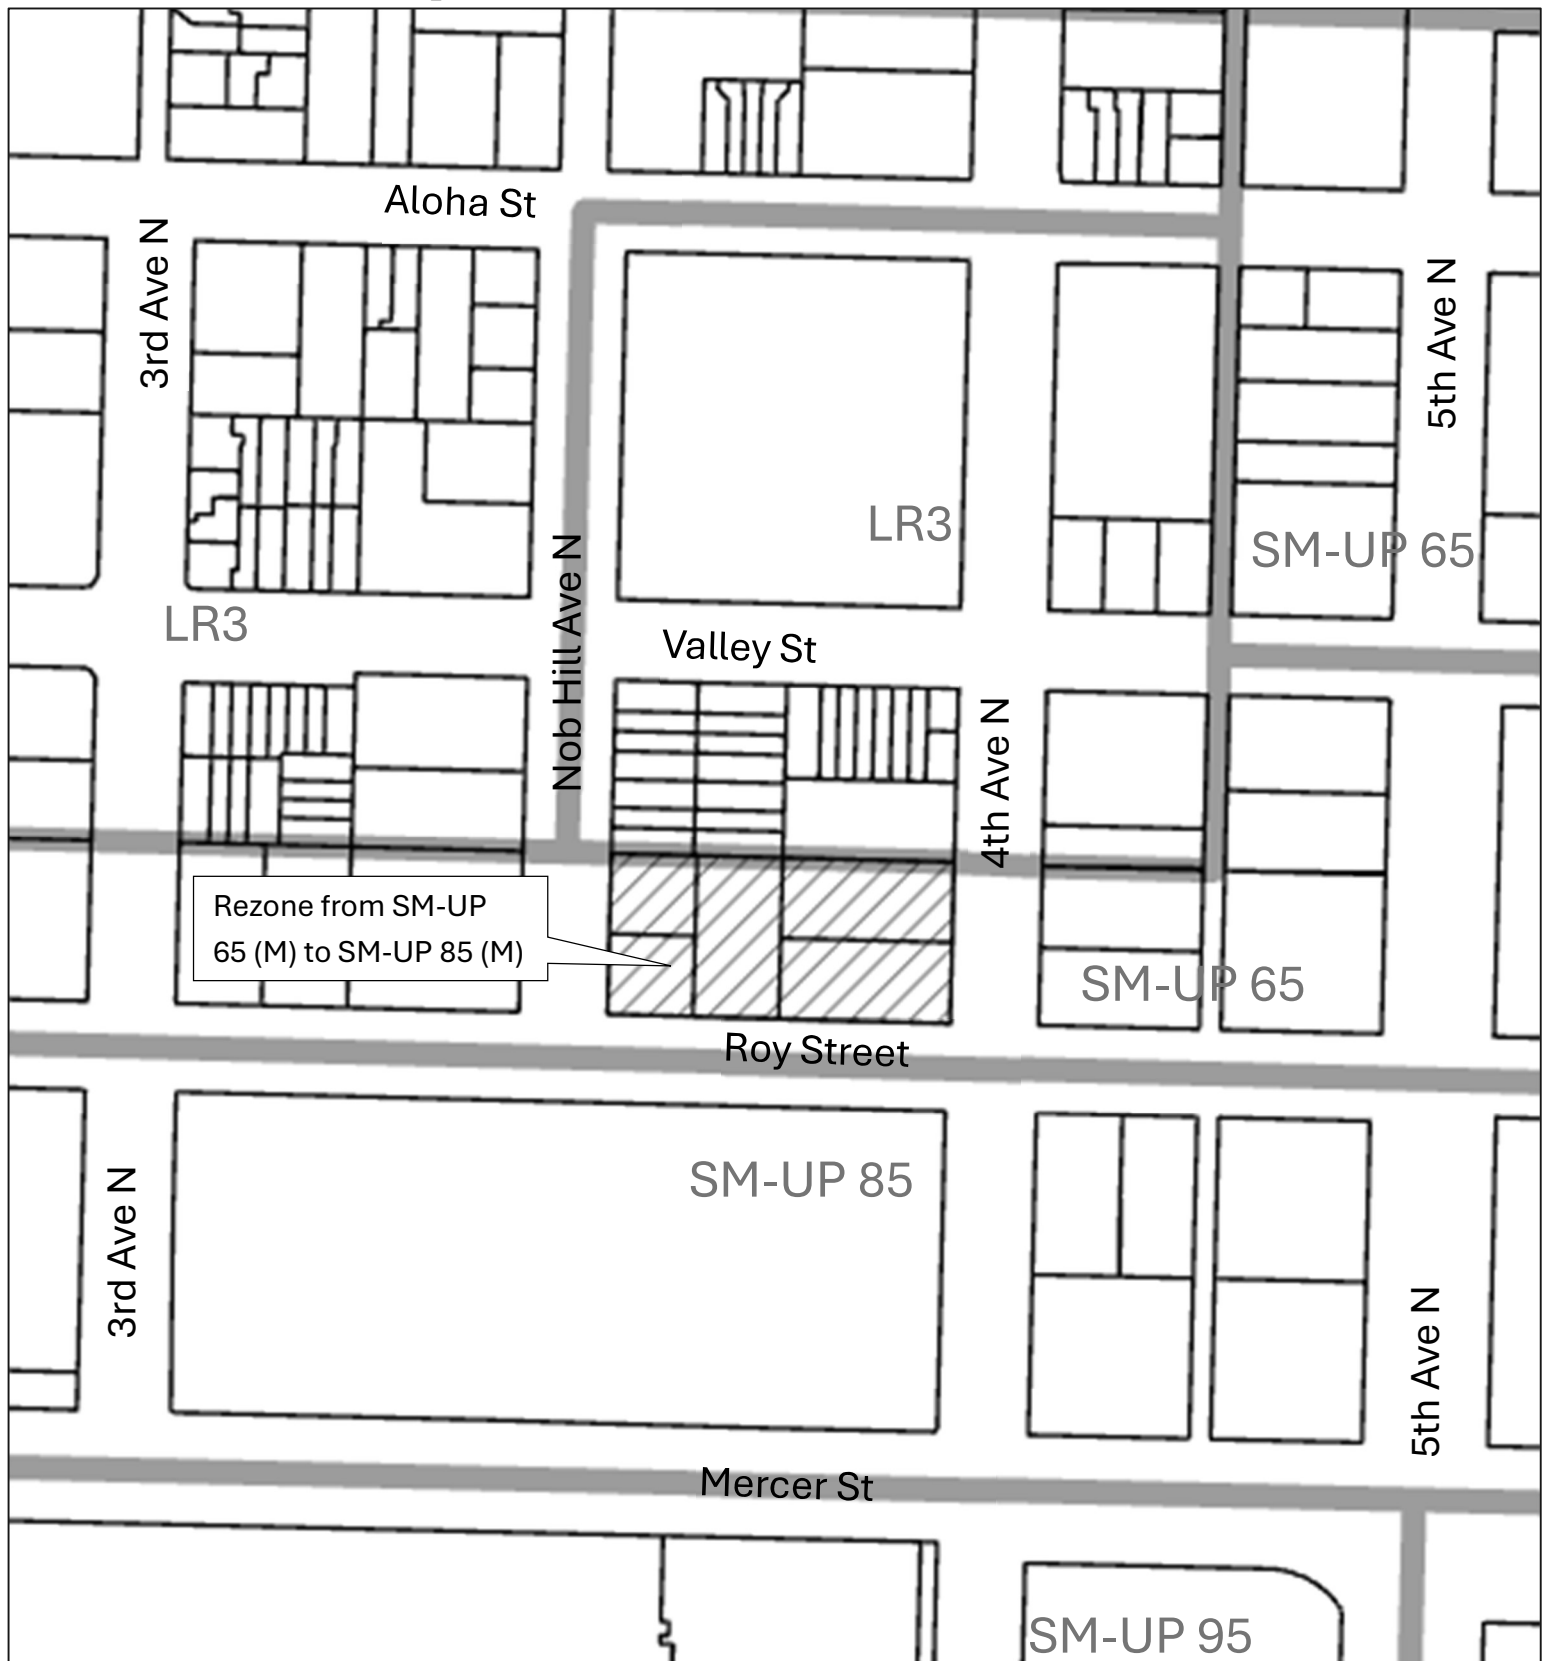 Aloha St
3rd Ave N
5th Ave N
LR3
SM-UP 65
Nob Hill Ave N
LR3
Valley St
4th Ave N
Rezone from SM-UP
65 (M) to SM-UP 85 (M)
SM-UP 65
Roy Street
SM-UP 85
3rd Ave N
5th Ave N
Mercer St
SM-UP 95